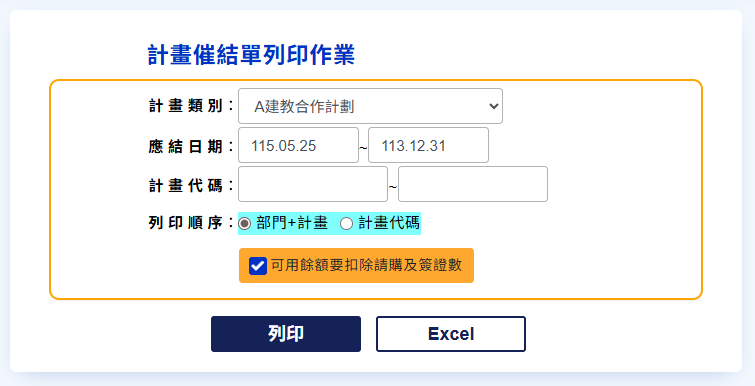 計畫催結單列印作業
計畫類別：A建教合作計劃
應結日期：115.05.25~113.12.31
計畫代碼：~
列印順序：部門+計畫 計畫代碼
可用餘額要扣除請購及簽證數
列印 Excel